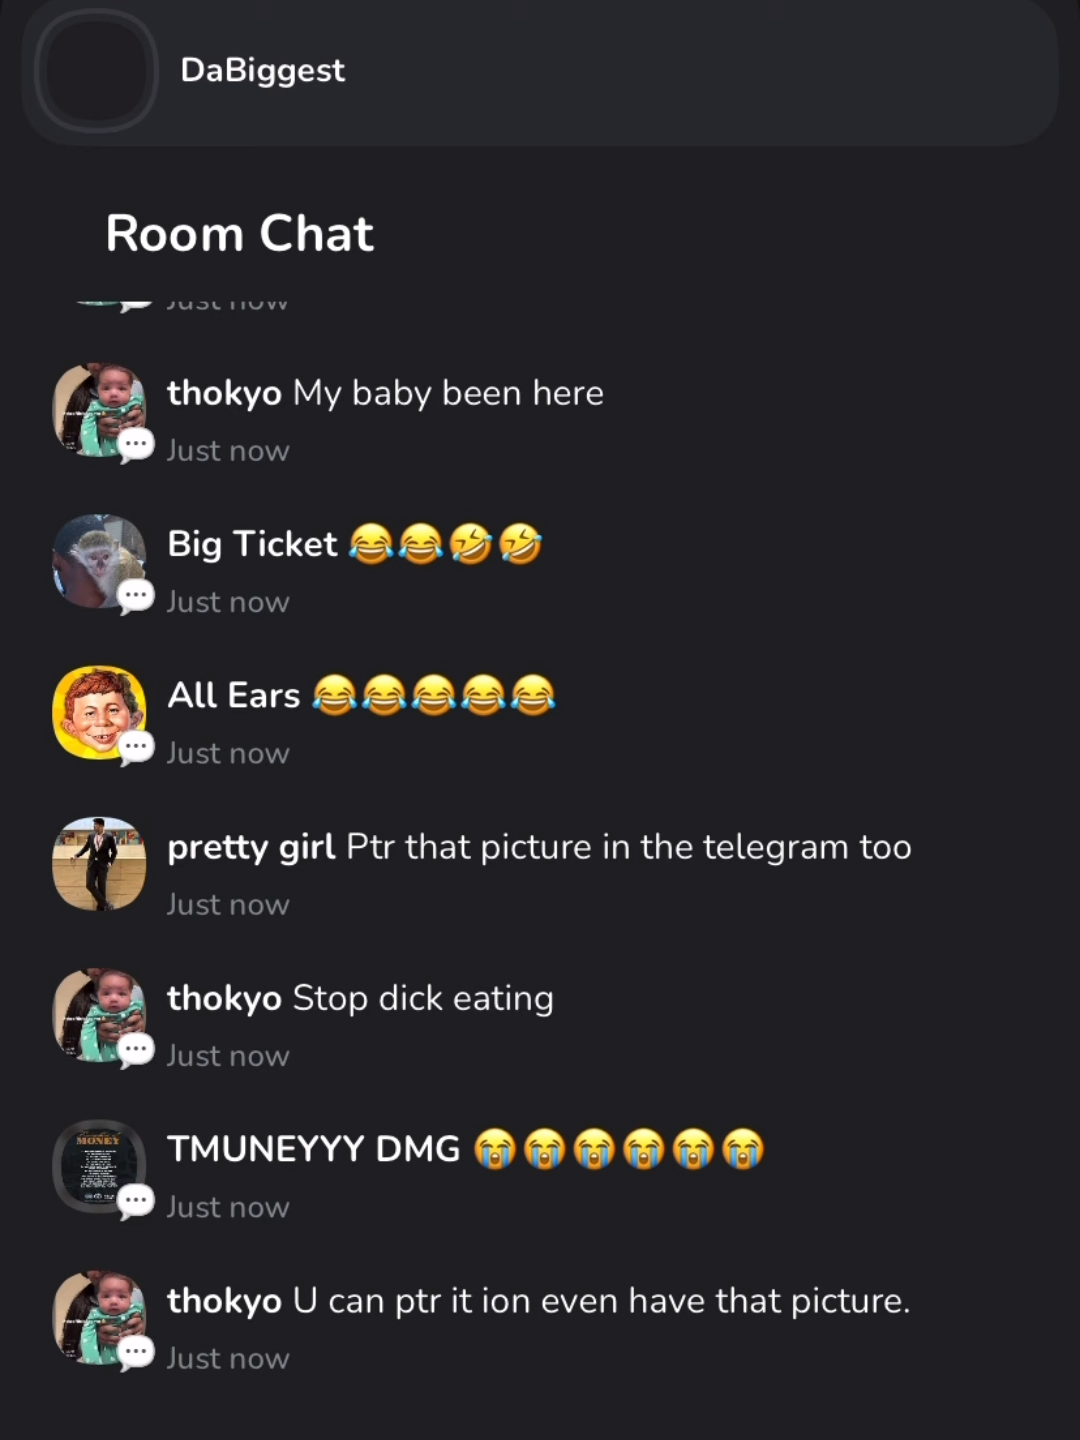 DaBiggest
Room Chat
Just now
thokyo My baby been here
Just now
Big Ticket 😂😂🤣🤣
Just now
All Ears 😂😂😂😂😂
Just now
pretty girl Ptr that picture in the telegram too
Just now
thokyo Stop dick eating
Just now
MONEY
TMUNEYYY DMG 😭😭😭😭😭😭
Just now
thokyo U can ptr it ion even have that picture.
Just now